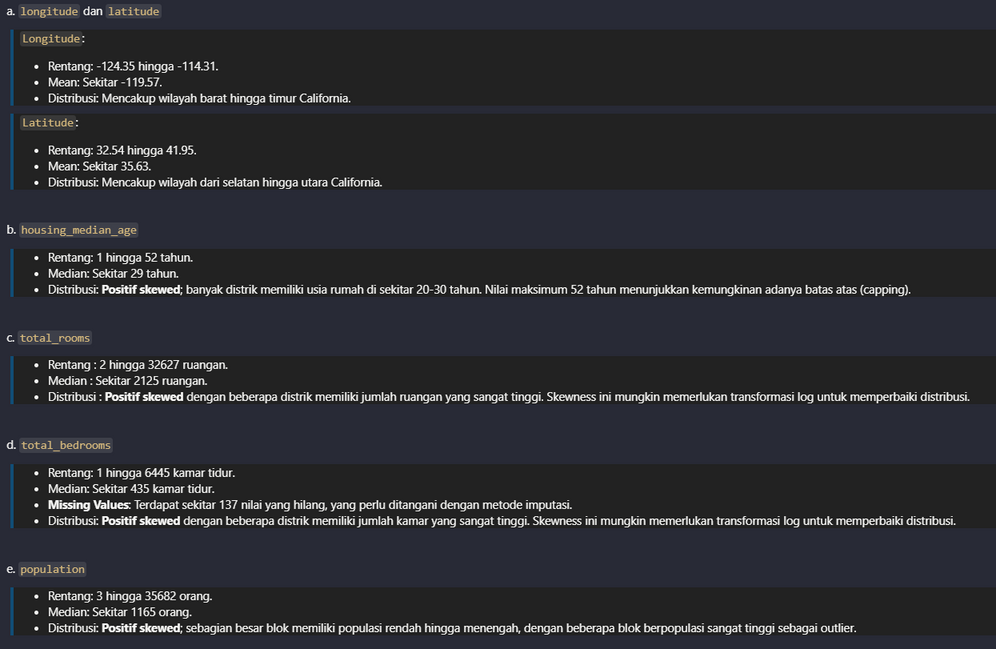 a. longitude dan latitude
Longitude:
• Rentang: -124.35 hingga -114.31.
• Mean: Sekitar -119.57.
• Distribusi: Mencakup wilayah barat hingga timur California.
Latitude:
• Rentang: 32.54 hingga 41.95.
• Mean: Sekitar 35.63.
• Distribusi: Mencakup wilayah dari selatan hingga utara California.
b. housing_median_age
• Rentang: 1 hingga 52 tahun.
• Median: Sekitar 29 tahun.
• Distribusi: Positif skewed; banyak distrik memiliki usia rumah di sekitar 20-30 tahun. Nilai maksimum 52 tahun menunjukkan kemungkinan adanya batas atas (capping).
c. total_rooms
• Rentang : 2 hingga 32627 ruangan.
• Median : Sekitar 2125 ruangan.
• Distribusi : Positif skewed dengan beberapa distrik memiliki jumlah ruangan yang sangat tinggi. Skewness ini mungkin memerlukan transformasi log untuk memperbaiki distribusi.
d. total_bedrooms
• Rentang: 1 hingga 6445 kamar tidur.
• Median: Sekitar 435 kamar tidur.
• Missing Values: Terdapat sekitar 137 nilai yang hilang, yang perlu ditangani dengan metode imputasi.
• Distribusi: Positif skewed dengan beberapa distrik memiliki jumlah kamar yang sangat tinggi. Skewness ini mungkin memerlukan transformasi log untuk memperbaiki distribusi.
e. population
• Rentang: 3 hingga 35682 orang.
• Median: Sekitar 1165 orang.
• Distribusi: Positif skewed; sebagian besar blok memiliki populasi rendah hingga menengah, dengan beberapa blok berpopulasi sangat tinggi sebagai outlier.